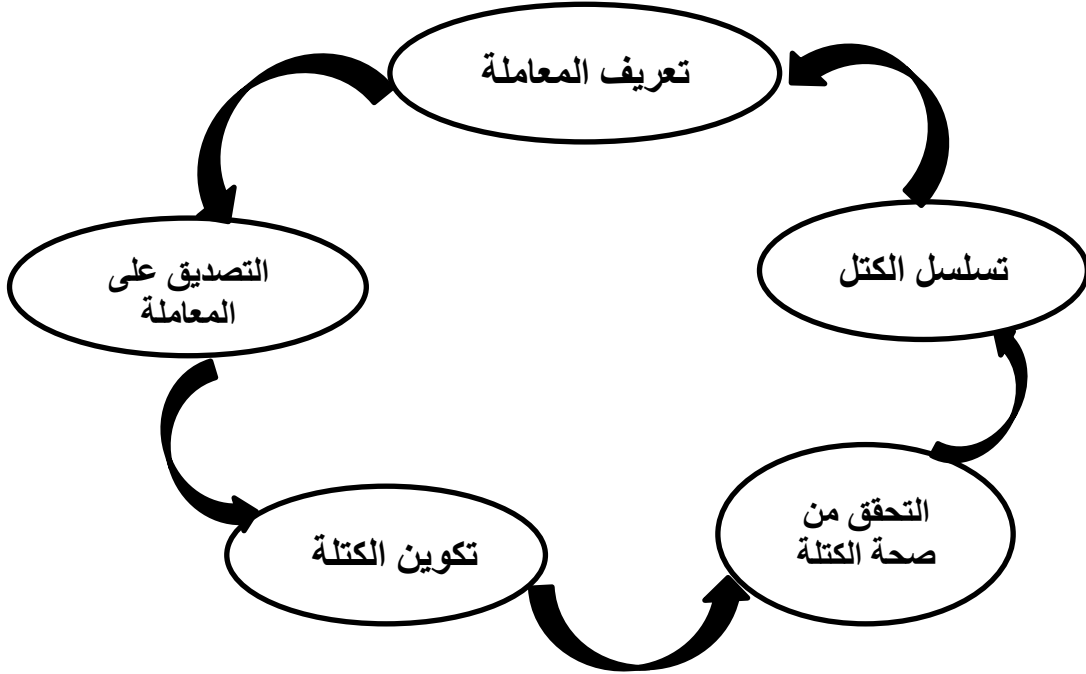 تعريف المعاملة
التصديق على
المعاملة
تكوين الكتلة
التحقق من
صحة الكتلة
تسلسل الكتل